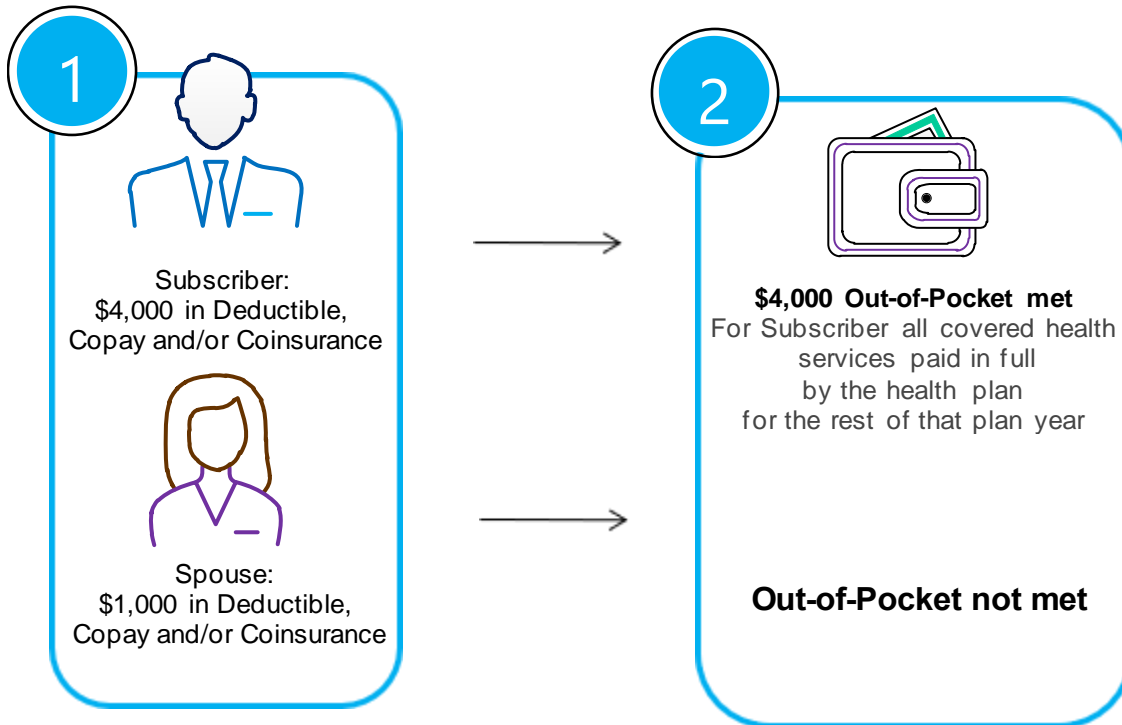 1
Subscriber:
$4,000 in Deductible,
Copay and/or Coinsurance
Spouse:
$1,000 in Deductible,
Copay and/or Coinsurance
2
$4,000 Out-of-Pocket met
For Subscriber all covered health
services paid in full
by the health plan
for the rest of that plan year
Out-of-Pocket not met